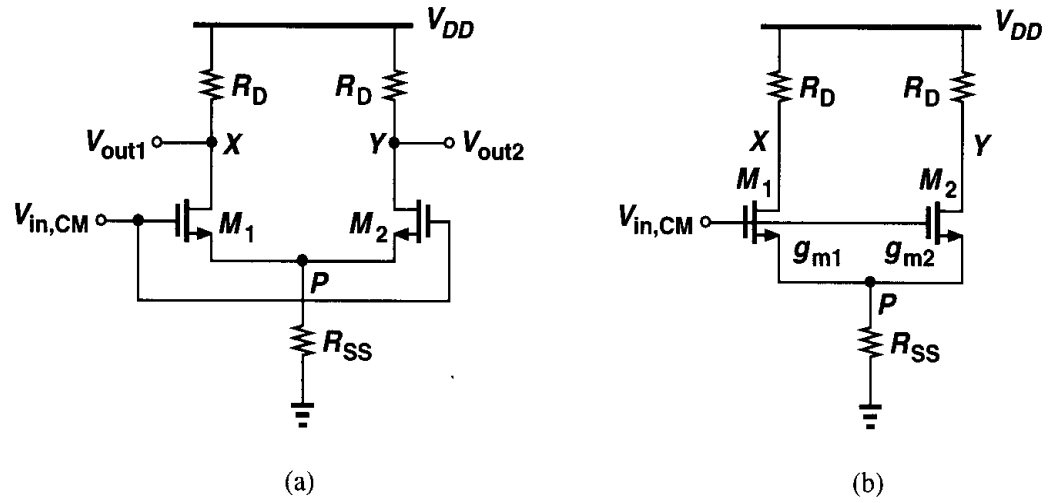 V_DD
R_D
R_D
V_out1
X
Y
V_out2
V_in,CM
M_1
M_2
P
R_SS
(a)
V_DD
R_D
R_D
X
Y
M_1
M_2
V_in,CM
g_m1
g_m2
P
R_SS
(b)